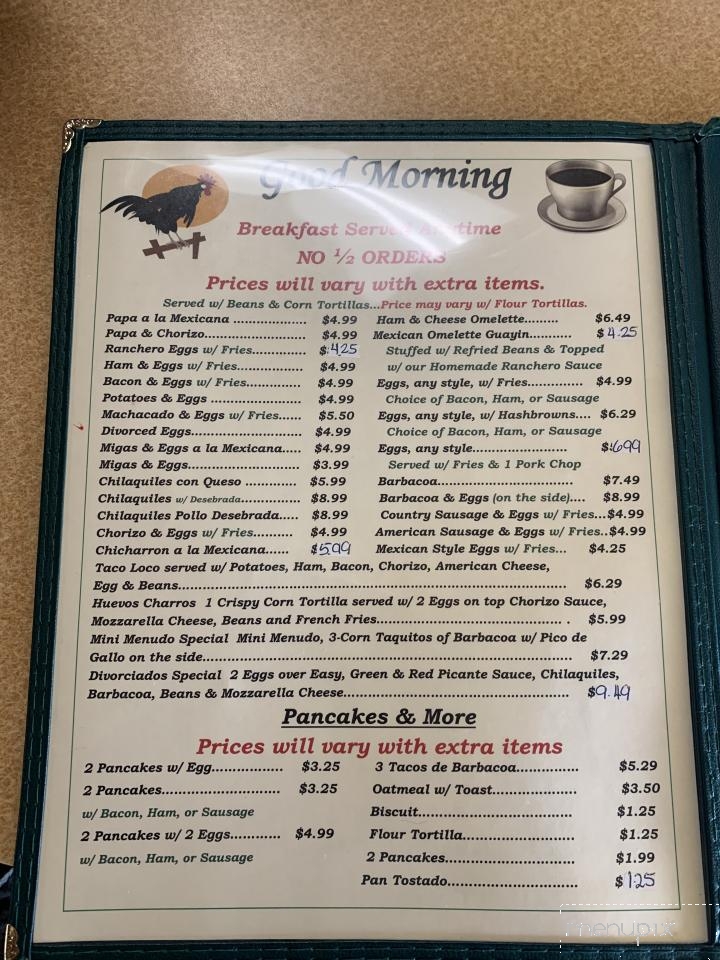 Good Morning
Breakfast Served Anytime
NO ½ ORDERS
Prices will vary with extra items.
Served w/ Beans & Corn Tortillas...Price may vary w/ Flour Tortillas.
Papa a la Mexicana .................... $4.99
Papa & Chorizo........................... $4.99
Ranchero Eggs w/ Fries.............. $4.25
Ham & Eggs w/ Fries.................. $4.99
Bacon & Eggs w/ Fries................ $4.99
Potatoes & Eggs ......................... $4.99
Machacado & Eggs w/ Fries...... $5.50
Divorced Eggs.............................. $4.99
Migas & Eggs a la Mexicana..... $4.99
Migas & Eggs............................... $3.99
Chilaquiles con Queso ................ $5.99
Chilaquiles w/ Desebrada................. $8.99
Chilaquiles Pollo Desebrada..... $8.99
Chorizo & Eggs w/ Fries.......... $4.99
Chicharron a la Mexicana...... $5.99
Ham & Cheese Omelette......... $6.49
Mexican Omelette Guayin........... $4.25
Stuffed w/ Refried Beans & Topped
w/ our Homemade Ranchero Sauce
Eggs, any style, w/ Fries.............. $4.99
Choice of Bacon, Ham, or Sausage
Eggs, any style, w/ Hashbrowns.... $6.29
Choice of Bacon, Ham, or Sausage
Eggs, any style......................... $6.99
Served w/ Fries & 1 Pork Chop
Barbacoa.................................... $7.49
Barbacoa & Eggs (on the side).... $8.99
Country Sausage & Eggs w/ Fries...$4.99
American Sausage & Eggs w/ Fries..$4.99
Mexican Style Eggs w/ Fries... $4.25
Taco Loco served w/ Potatoes, Ham, Bacon, Chorizo, American Cheese,
Egg & Beans.................................................................................. $6.29
Huevos Charros 1 Crispy Corn Tortilla served w/ 2 Eggs on top Chorizo Sauce,
Mozzarella Cheese, Beans and French Fries....................................... . $5.99
Mini Menudo Special Mini Menudo, 3-Corn Taquitos of Barbacoa w/ Pico de
Gallo on the side............................................................................... $7.29
Divorciados Special 2 Eggs over Easy, Green & Red Picante Sauce, Chilaquiles,
Barbacoa, Beans & Mozzarella Cheese............................................... $9.49
Pancakes & More
Prices will vary with extra items
2 Pancakes w/ Egg............... $3.25
2 Pancakes......................... $3.25
w/ Bacon, Ham, or Sausage
2 Pancakes w/ 2 Eggs........... $4.99
w/ Bacon, Ham, or Sausage
3 Tacos de Barbacoa.............. $5.29
Oatmeal w/ Toast................... $3.50
Biscuit.................................... $1.25
Flour Tortilla......................... $1.25
2 Pancakes............................ $1.99
Pan Tostado............................ $1.25
menupix